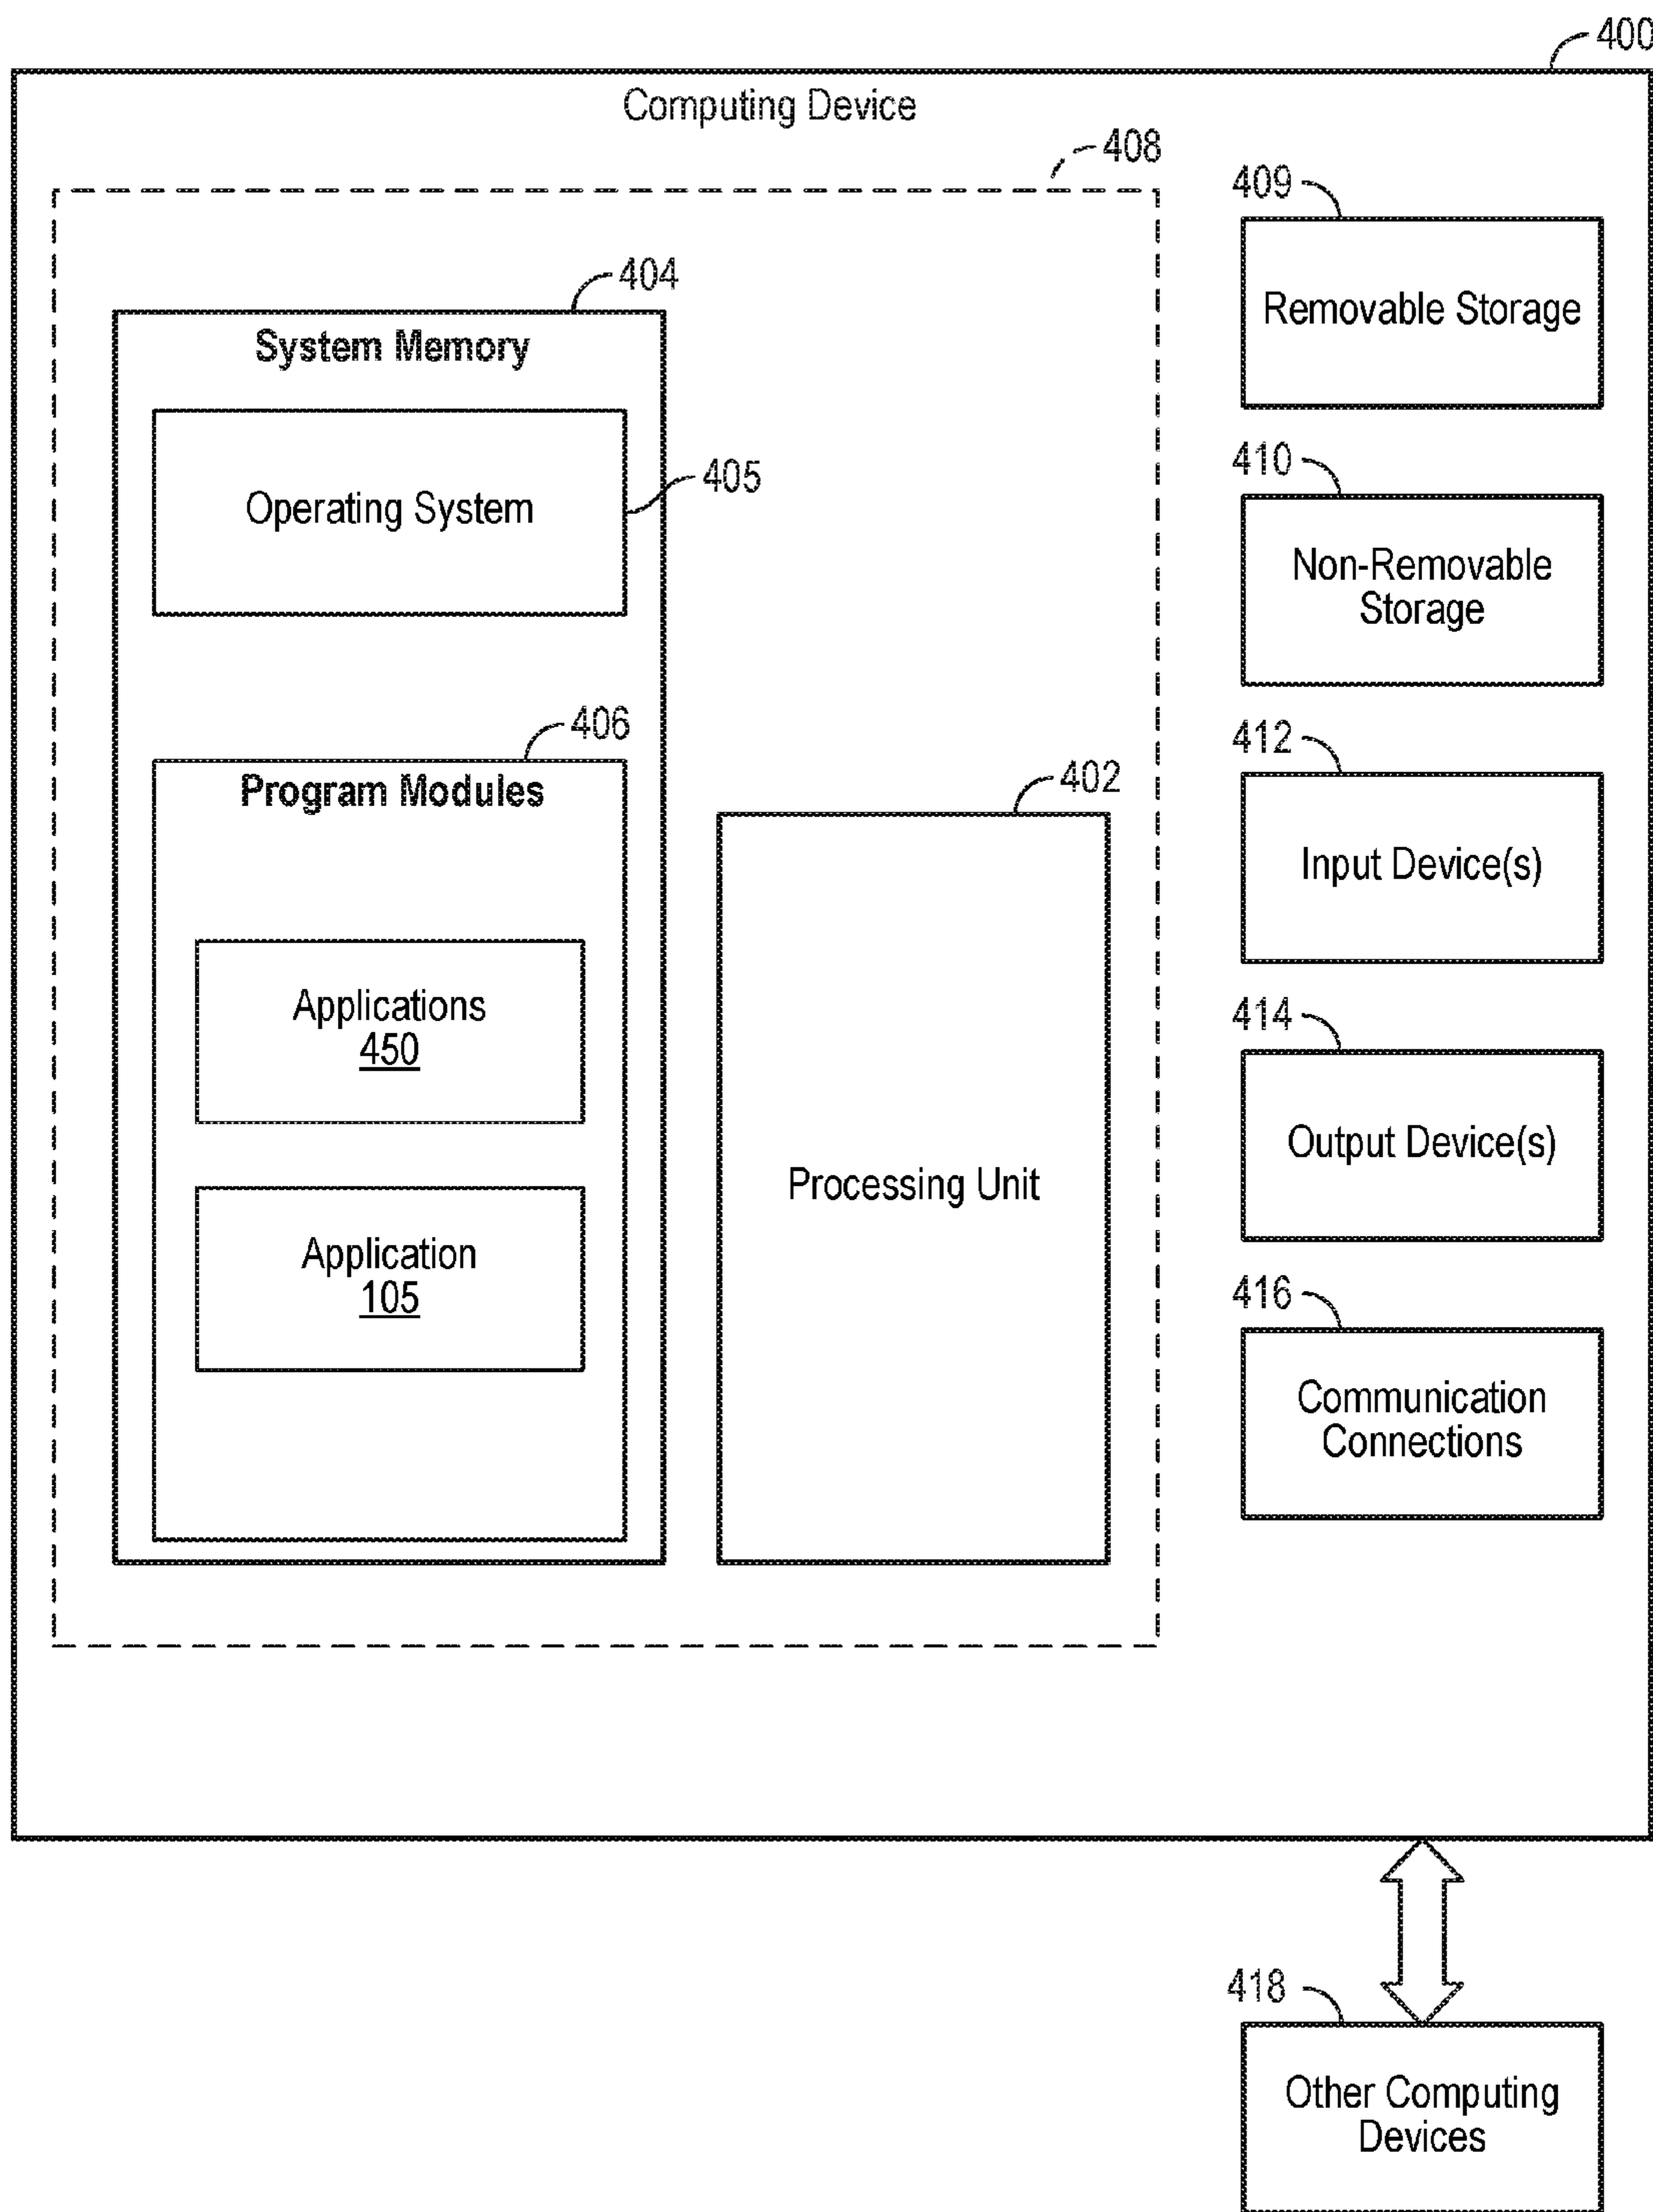 400
Computing Device
408
404
System Memory
Operating System
405
406
Program Modules
Applications
450
Application
105
402
Processing Unit
409
Removable Storage
410
Non-Removable
Storage
412
Input Device(s)
414
Output Device(s)
416
Communication
Connections
418
Other Computing
Devices